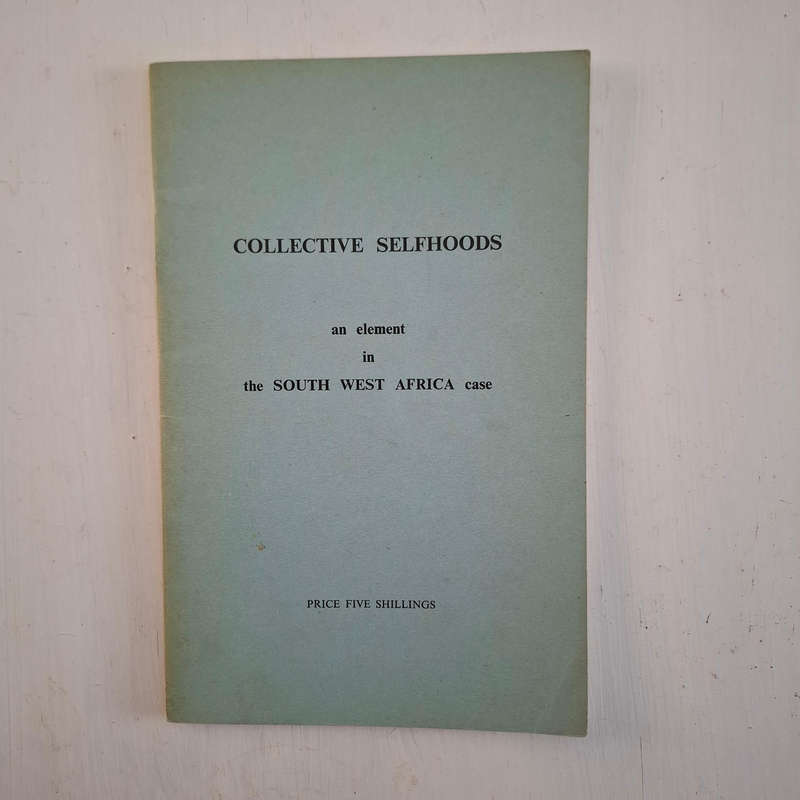 COLLECTIVE SELFHOODS
an element
in
the SOUTH WEST AFRICA case
PRICE FIVE SHILLINGS